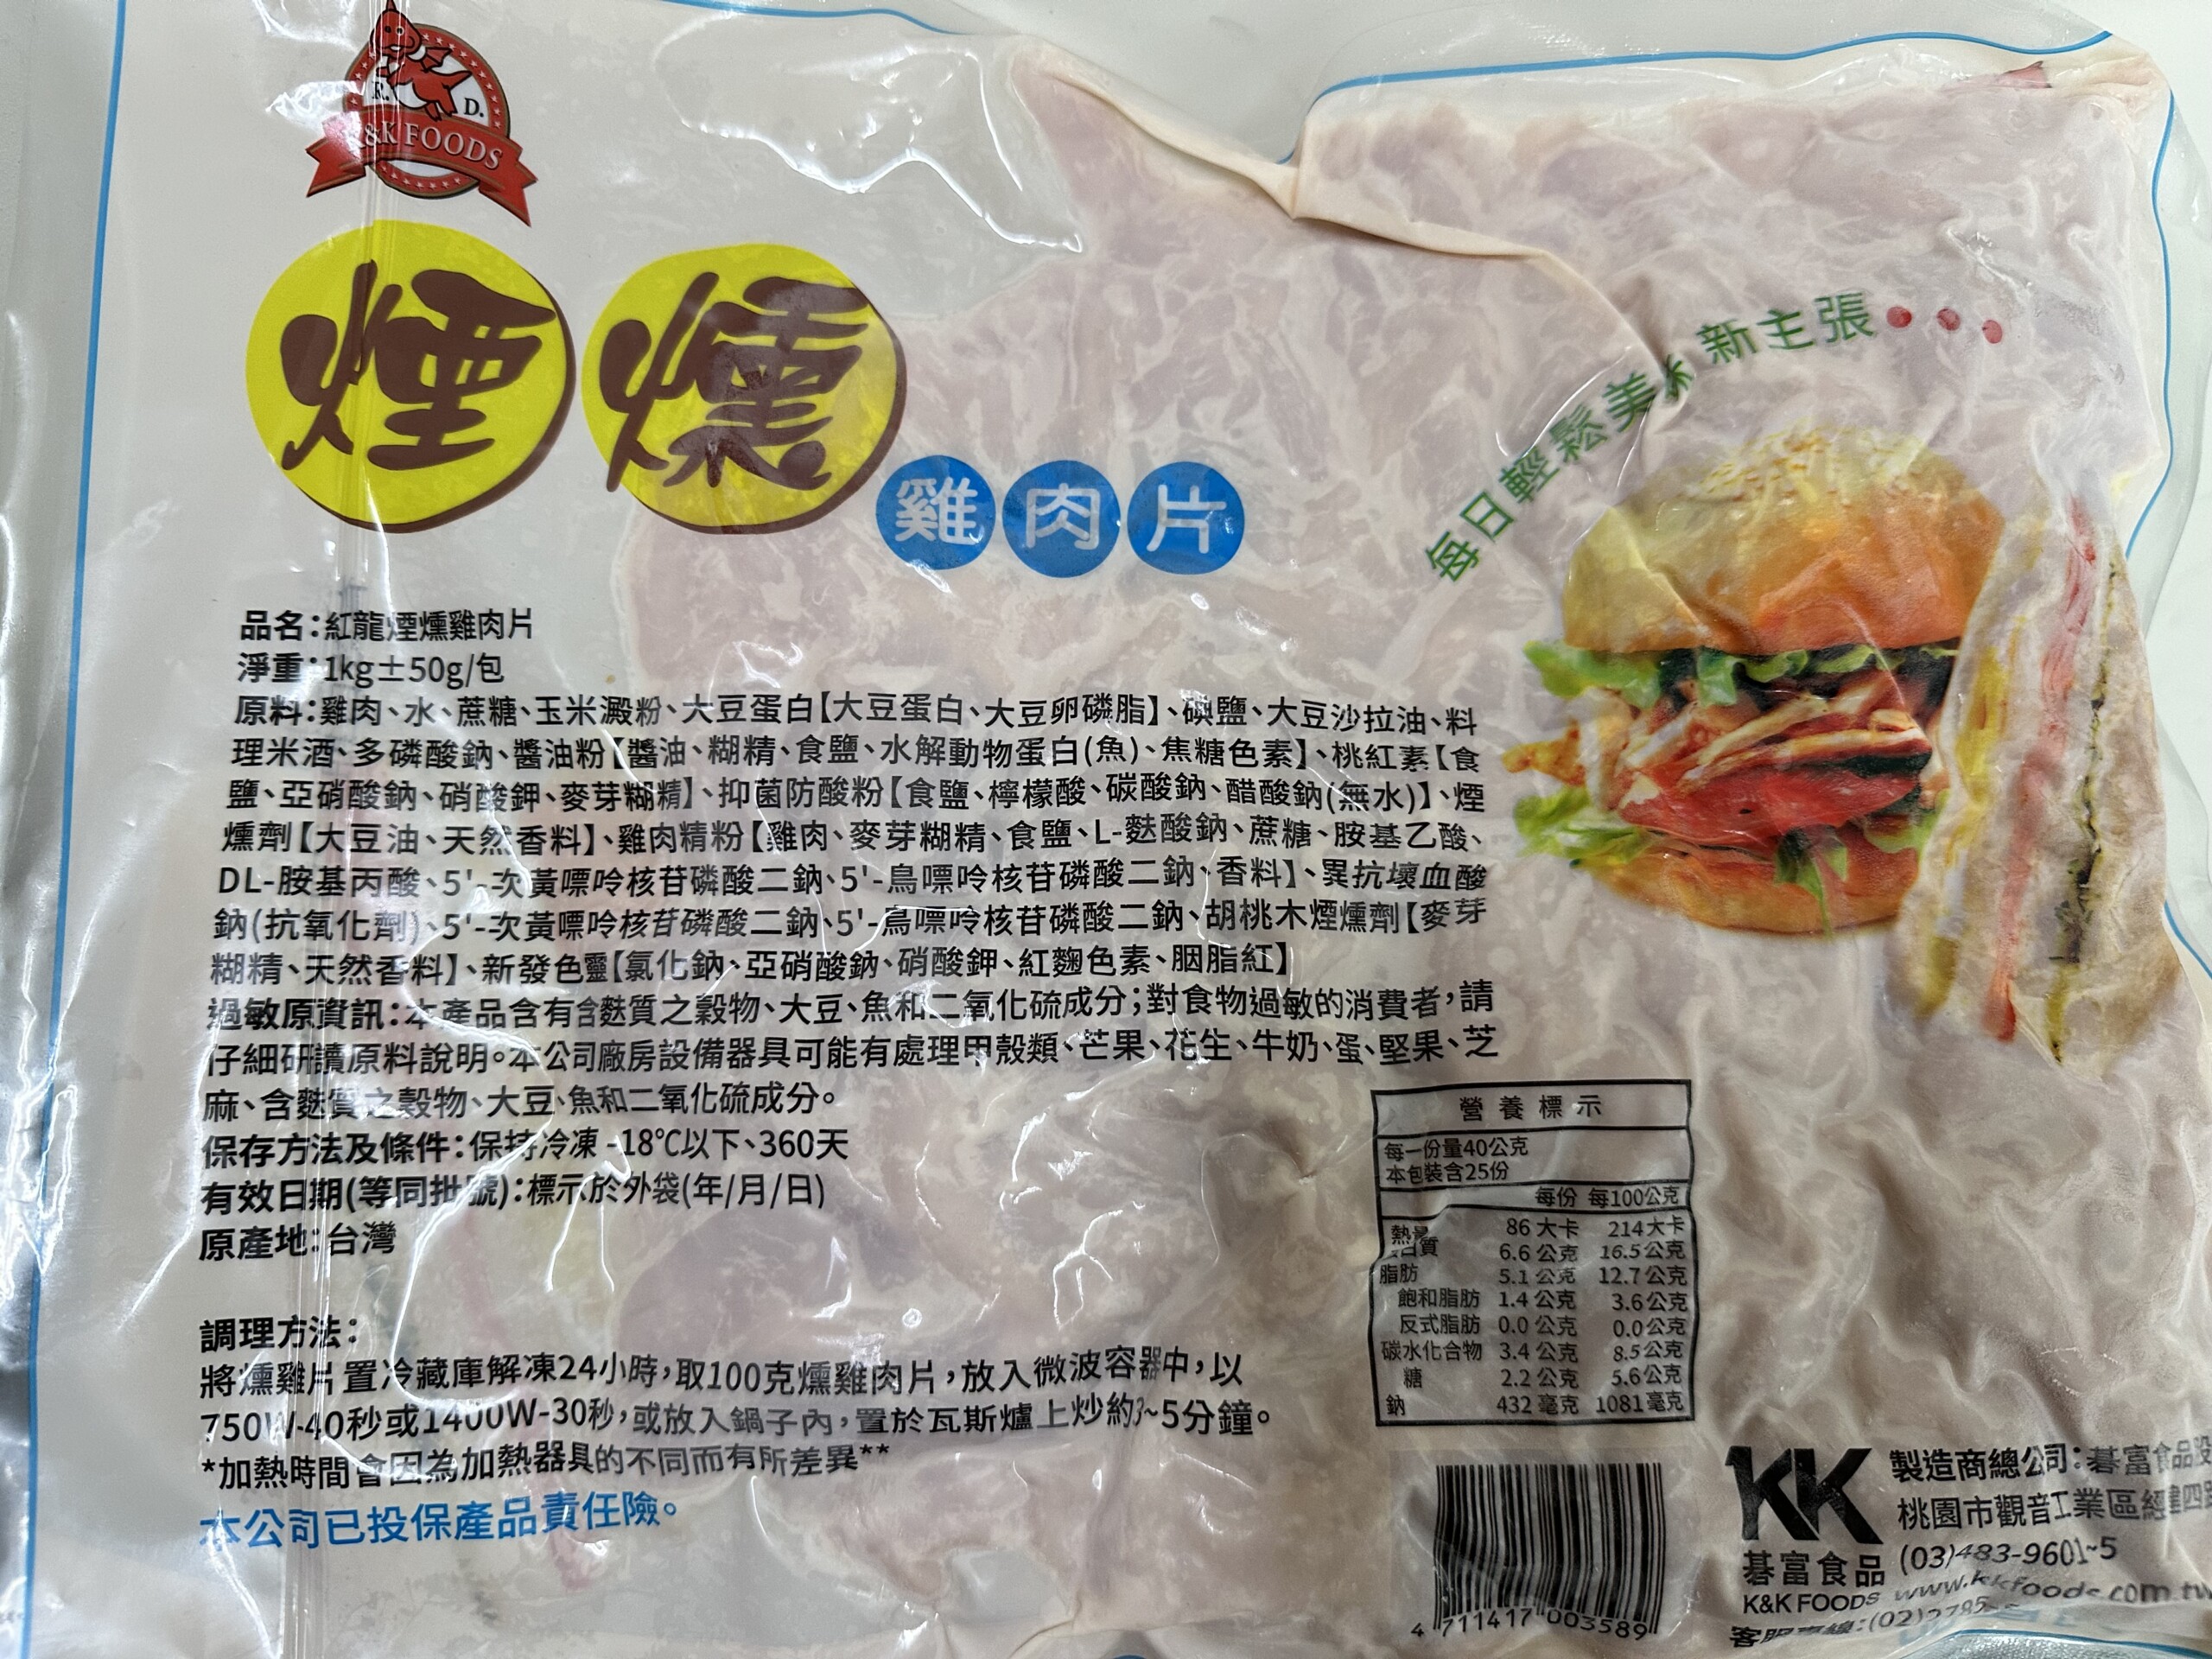 R. D.
K&K FOODS
煙燻
雞肉片
每日輕鬆美味新主張
品名:紅龍煙燻雞肉片
淨重:1kg±50g/包
原料:雞肉、水、蔗糖、玉米澱粉、大豆蛋白【大豆蛋白、大豆卵磷脂】、碘鹽、大豆沙拉油、料
理米酒、多磷酸鈉、醬油粉【醬油、糊精、食鹽、水解動物蛋白(魚)、焦糖色素】、桃紅素【食
鹽、亞硝酸鈉、硝酸鉀、麥芽糊精】、抑菌防酸粉【食鹽、檸檬酸、碳酸鈉、醋酸鈉(無水)】、煙
燻劑【大豆油、天然香料】、雞肉精粉【雞肉、麥芽糊精、食鹽、L-麩酸鈉、蔗糖、胺基乙酸、
DL-胺基丙酸、5'-次黃嘌呤核苷磷酸二鈉、5'-鳥嘌呤核苷磷酸二鈉、香料】、異抗壞血酸
鈉(抗氧化劑)、5'-次黃嘌呤核苷磷酸二鈉、5'-鳥嘌呤核苷磷酸二鈉、胡桃木煙燻劑【麥芽
糊精、天然香料】、新發色靈【氯化鈉、亞硝酸鈉、硝酸鉀、紅麴色素、胭脂紅】
過敏原資訊:本產品含有含麩質之穀物、大豆、魚和二氧化硫成分;對食物過敏的消費者,請
仔細研讀原料說明。本公司廠房設備器具可能有處理甲殼類、芒果、花生、牛奶、蛋、堅果、芝
麻、含麩質之穀物、大豆、魚和二氧化硫成分。
保存方法及條件:保持冷凍 -18℃以下、360天
有效日期(等同批號):標示於外袋(年/月/日)
原產地:台灣
調理方法:
將燻雞片置冷藏庫解凍24小時,取100克燻雞肉片,放入微波容器中,以
750W-40秒或1400W-30秒,或放入鍋子內,置於瓦斯爐上炒約3~5分鐘。
*加熱時間會因為加熱器具的不同而有所差異**
本公司已投保產品責任險。
營養標示
每一份量40公克
本包裝含25份
每份 每100公克
熱量 86 大卡 214大卡
白質 6.6 公克 16.5公克
脂肪 5.1 公克 12.7公克
飽和脂肪 1.4 公克 3.6公克
反式脂肪 0.0 公克 0.0公克
碳水化合物 3.4 公克 8.5公克
糖 2.2 公克 5.6公克
鈉 432 毫克 1081毫克
4 711417 003589
KK
碁富食品
K&K FOODS
製造商總公司:碁富食品
桃園市觀音工業區經建四
(03)483-9601~5
www.kkfoods.com.tw
客服專線:(02)2795